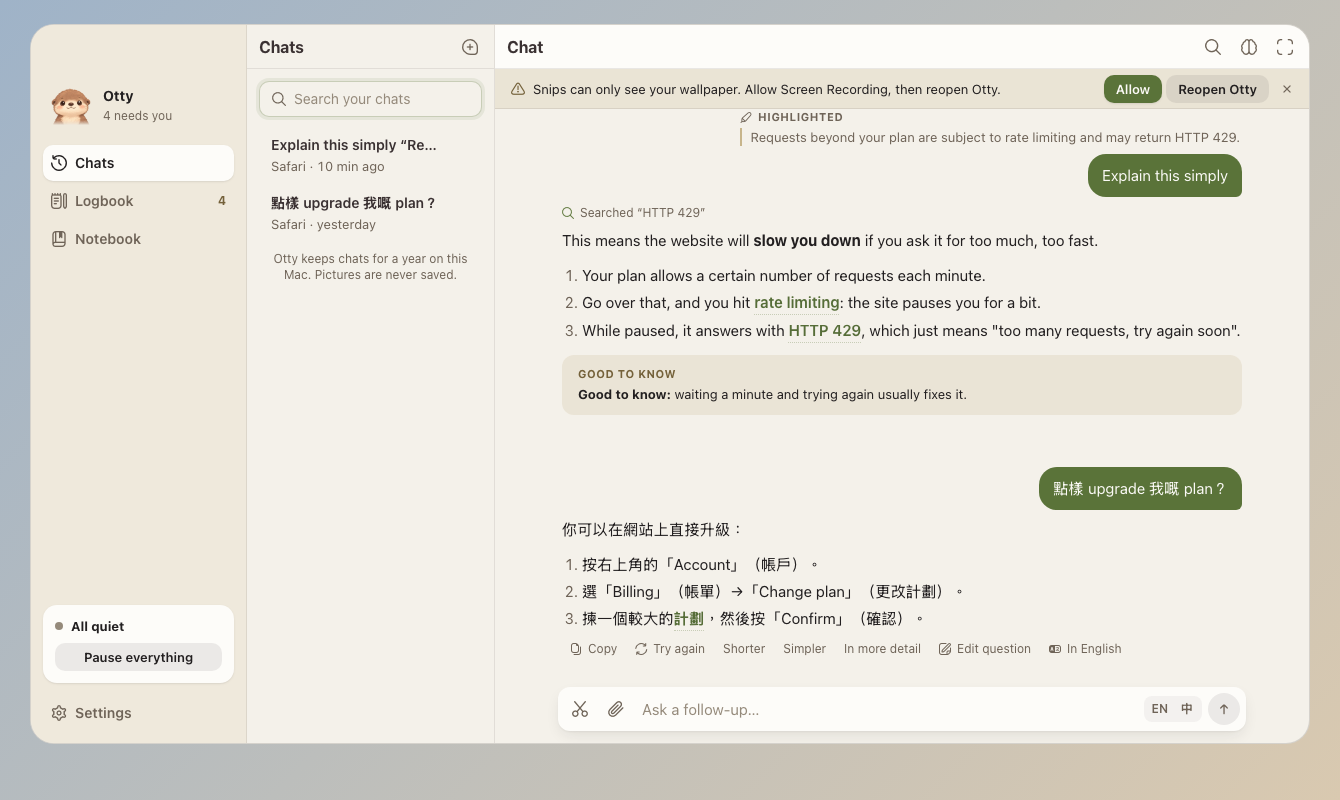 Otty
4 needs you
Chats
Logbook
4
Notebook
All quiet
Pause everything
Settings
Chats
Search your chats
Explain this simply “Re...
Safari · 10 min ago
點樣 upgrade 我嘅 plan？
Safari · yesterday
Otty keeps chats for a year on this
Mac. Pictures are never saved.
Chat
Snips can only see your wallpaper. Allow Screen Recording, then reopen Otty.
Allow
Reopen Otty
HIGHLIGHTED
Requests beyond your plan are subject to rate limiting and may return HTTP 429.
Explain this simply
Searched “HTTP 429”
This means the website will slow you down if you ask it for too much, too fast.
1. Your plan allows a certain number of requests each minute.
2. Go over that, and you hit rate limiting: the site pauses you for a bit.
3. While paused, it answers with HTTP 429, which just means "too many requests, try again soon".
GOOD TO KNOW
Good to know: waiting a minute and trying again usually fixes it.
點樣 upgrade 我嘅 plan？
你可以在網站上直接升級：
1. 按右上角的「Account」（帳戶）。
2. 選「Billing」（帳單）→「Change plan」（更改計劃）。
3. 揀一個較大的計劃，然後按「Confirm」（確認）。
Copy
Try again
Shorter
Simpler
In more detail
Edit question
In English
Ask a follow-up...
EN 中